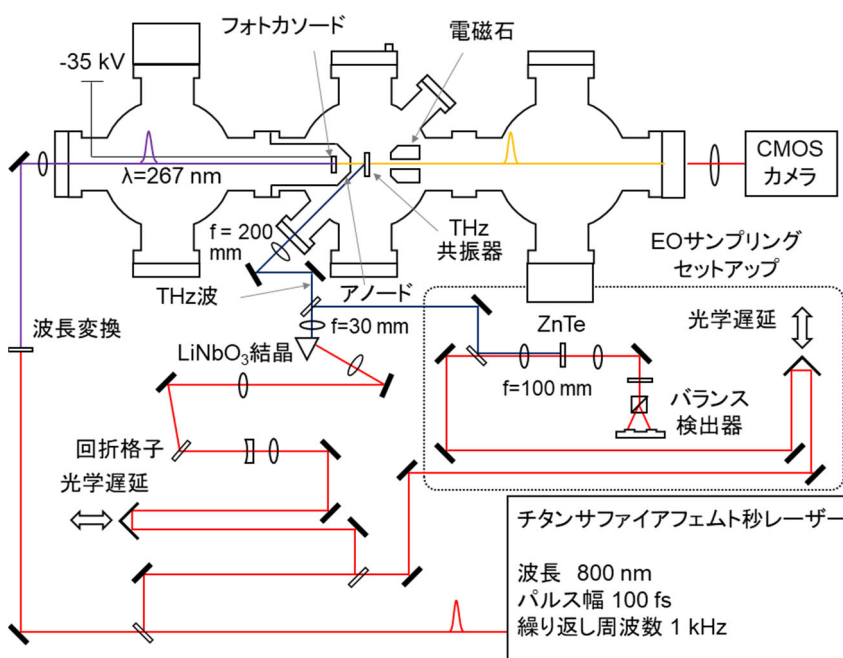 フォトカソード
電磁石
-35 kV
λ=267 nm
CMOS
カメラ
f = 200
mm
THz
共振器
EOサンプリング
セットアップ
THz波
アノード
波長変換
f=30 mm
ZnTe
光学遅延
LiNbO₃結晶
f=100 mm
バランス
検出器
回折格子
光学遅延
チタンサファイアフェムト秒レーザー
波長 800 nm
パルス幅 100 fs
繰り返し周波数 1 kHz